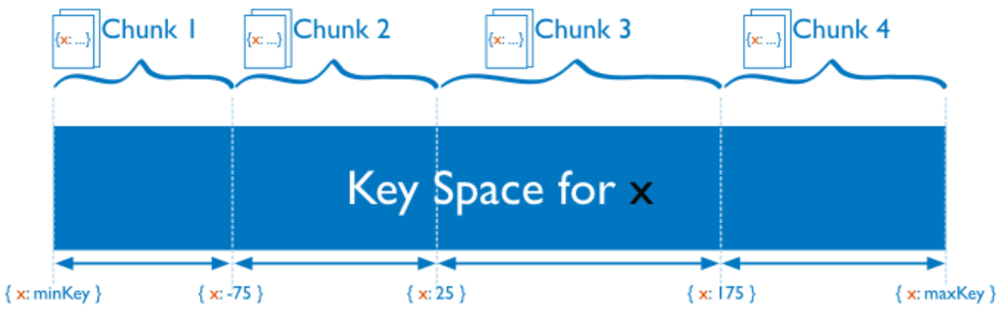 {x: ...} Chunk 1
{x: ...} Chunk 2
{x: ...} Chunk 3
{x: ...} Chunk 4
Key Space for x
{ x: minKey }
{ x: -75 }
{ x: 25 }
{ x: 175 }
{ x: maxKey }